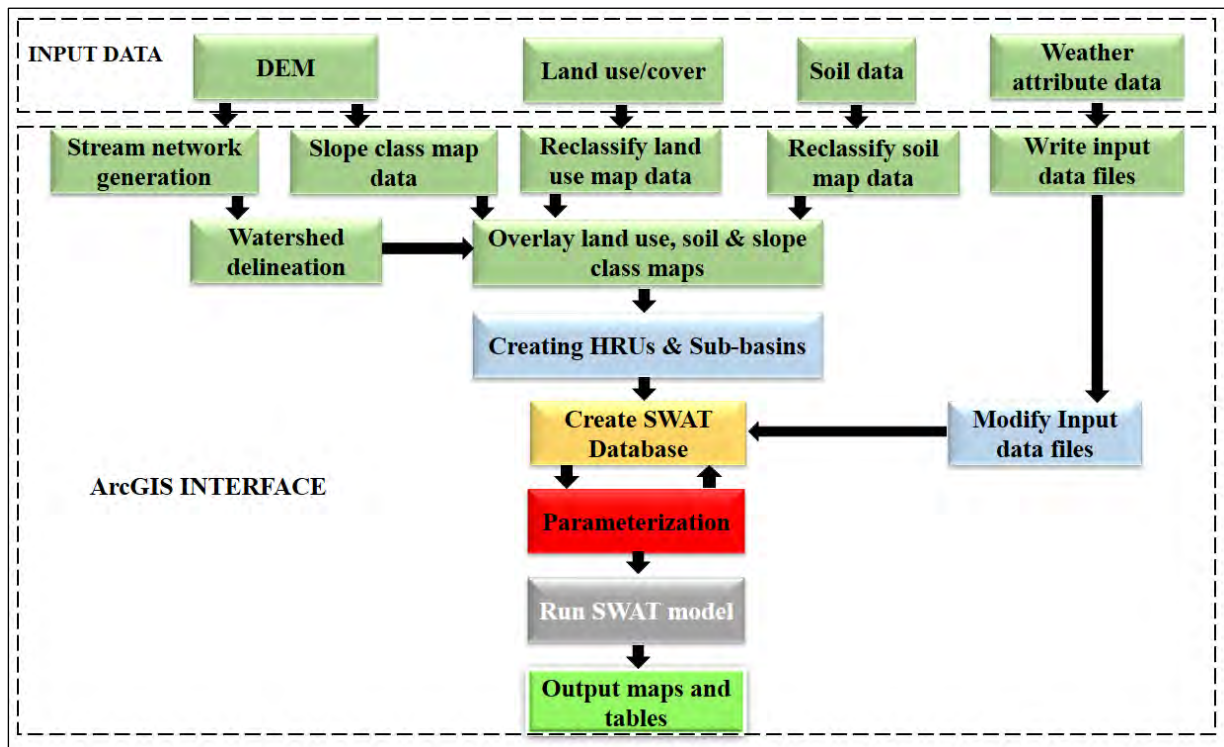 INPUT DATA
DEM
Land use/cover
Soil data
Weather
attribute data
Stream network
generation
Slope class map
data
Reclassify land
use map data
Reclassify soil
map data
Write input
data files
Watershed
delineation
Overlay land use, soil & slope
class maps
Creating HRUs & Sub-basins
Create SWAT
Database
Modify Input
data files
ArcGIS INTERFACE
Parameterization
Run SWAT model
Output maps and
tables